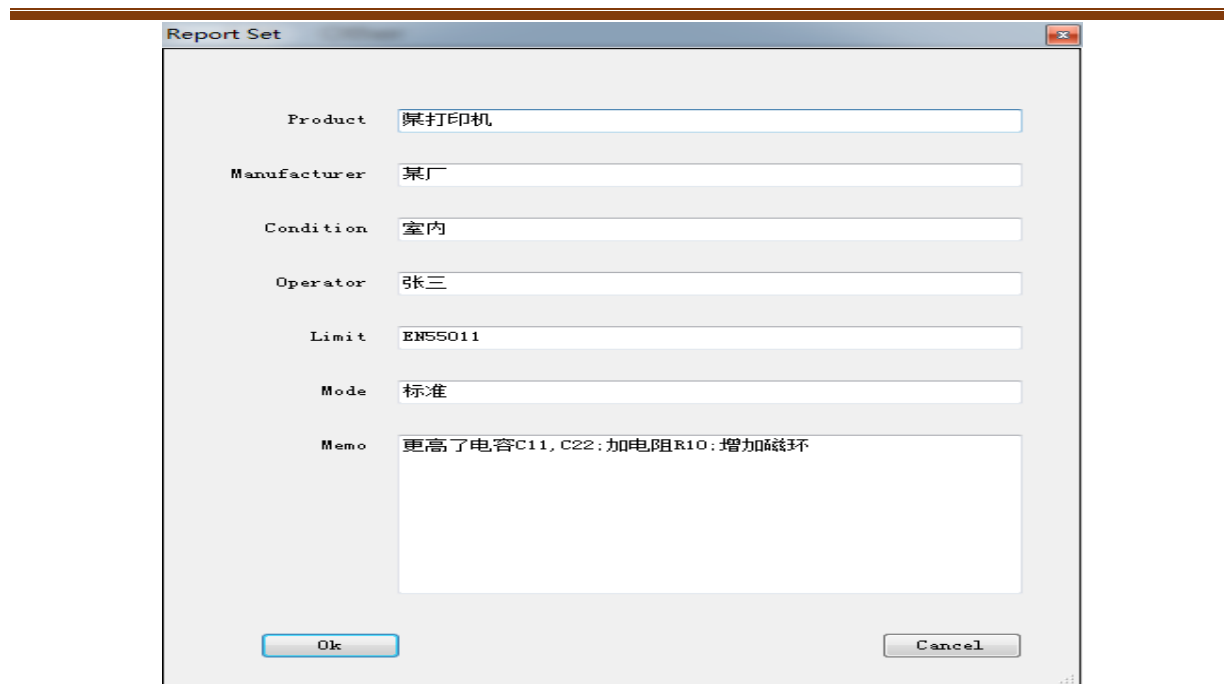 Report Set
Product 某打印机
Manufacturer 某厂
Condition 室内
Operator 张三
Limit EN55011
Mode 标准
Memo 更高了电容C11,C22;加电阻R10;增加磁环
Ok Cancel